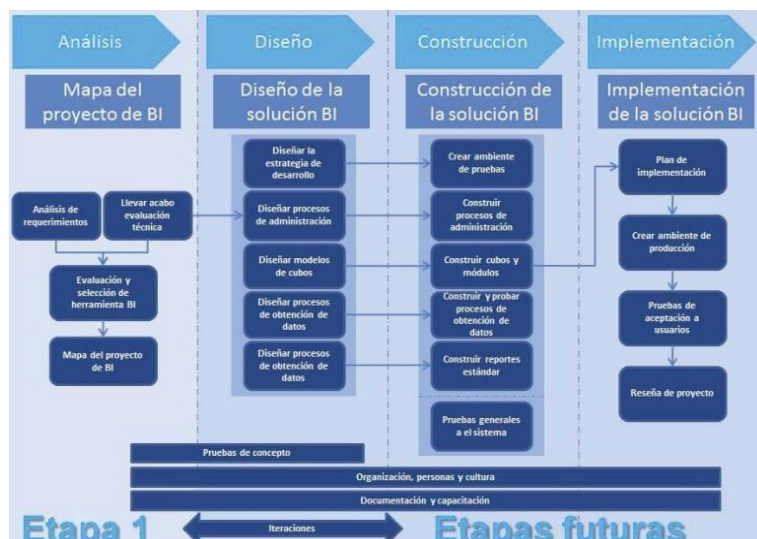 Análisis
Diseño
Construcción
Implementación
Mapa del
proyecto de BI
Diseño de la
solución BI
Construcción de
la solución BI
Implementación
de la solución BI
Análisis de
requerimientos
Llevar acabo
evaluación
técnica
Evaluación y
selección de
herramienta BI
Mapa del proyecto
de BI
Diseñar la
estrategia de
desarrollo
Diseñar procesos
de administración
Diseñar modelos
de cubos
Diseñar procesos
de obtención de
datos
Diseñar procesos
de obtención de
datos
Crear ambiente
de pruebas
Construir
procesos de
administración
Construir cubos y
módulos
Construir y probar
procesos de
obtención de datos
Construir reportes
estándar
Pruebas generales
a el sistema
Plan de
implementación
Crear ambiente de
producción
Pruebas de
aceptación a
usuarios
Reseña de proyecto
Pruebas de concepto
Organización, personas y cultura
Documentación y capacitación
Etapa 1
Iteraciones
Etapas futuras